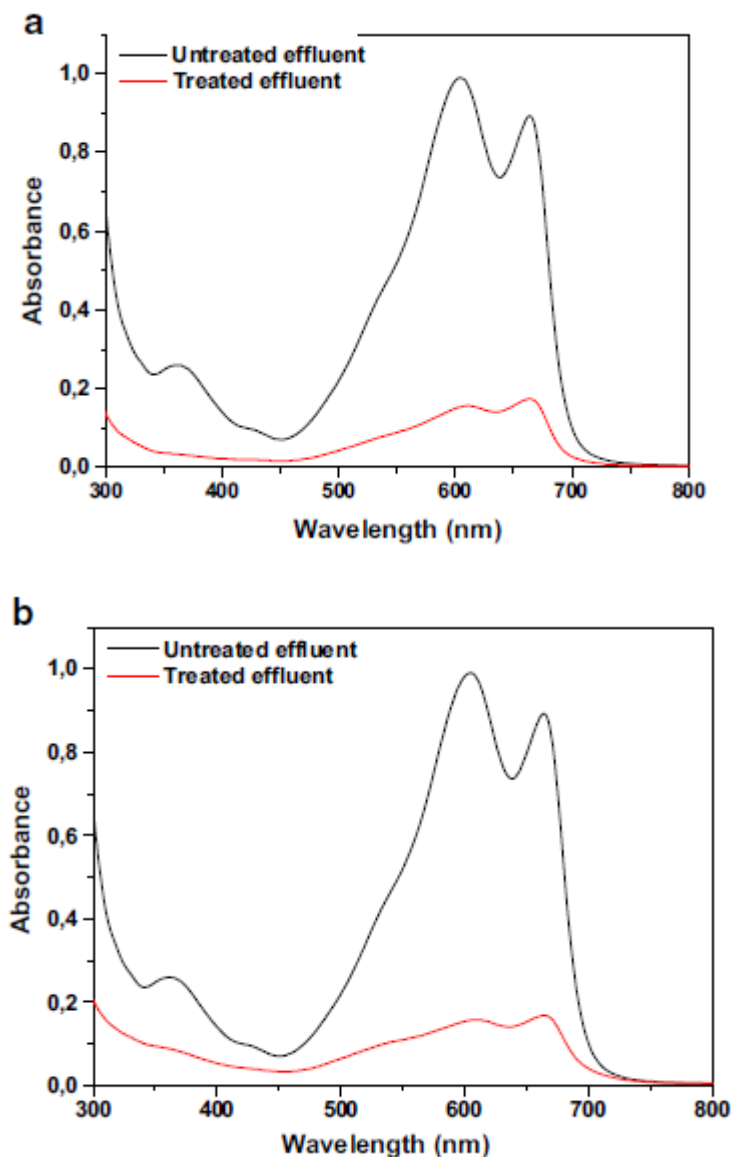 a
Untreated effluent
Treated effluent
1,0
0,8
0,6
0,4
0,2
0,0
Absorbance
300 400 500 600 700 800
Wavelength (nm)
b
Untreated effluent
Treated effluent
1,0
0,8
0,6
0,4
0,2
0,0
Absorbance
300 400 500 600 700 800
Wavelength (nm)